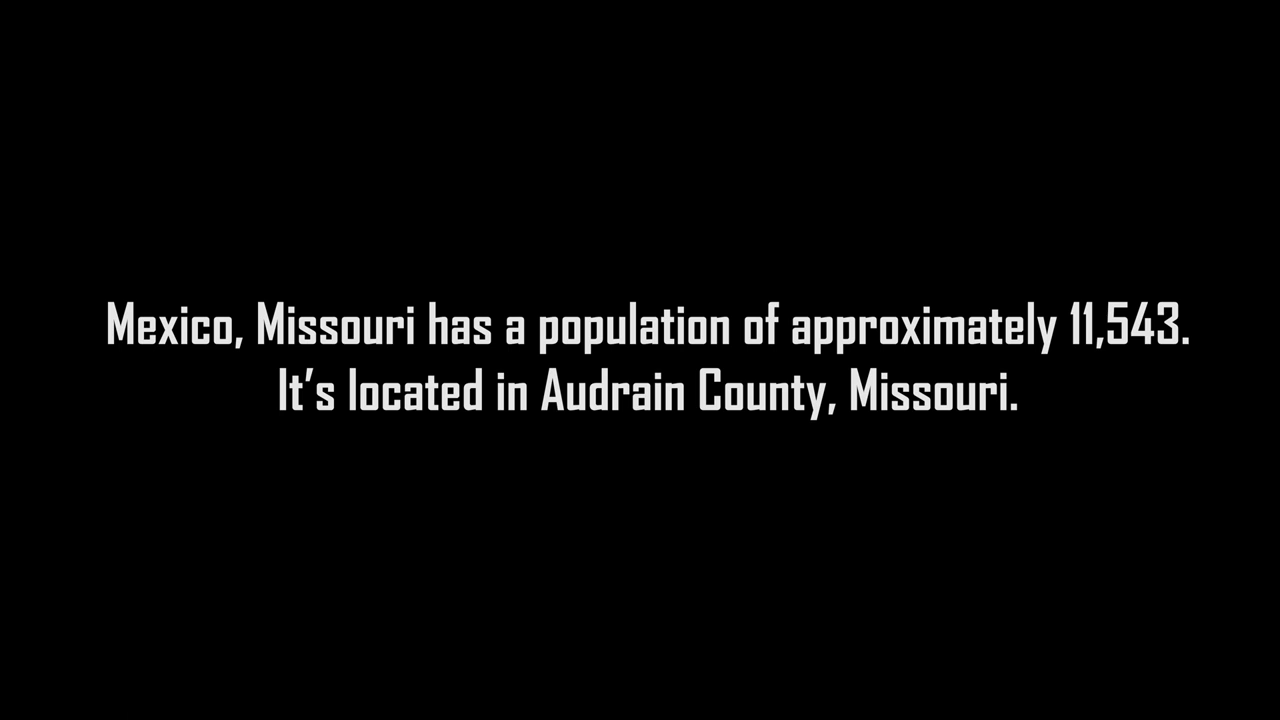 Mexico, Missouri has a population of approximately 11,543.
It’s located in Audrain County, Missouri.